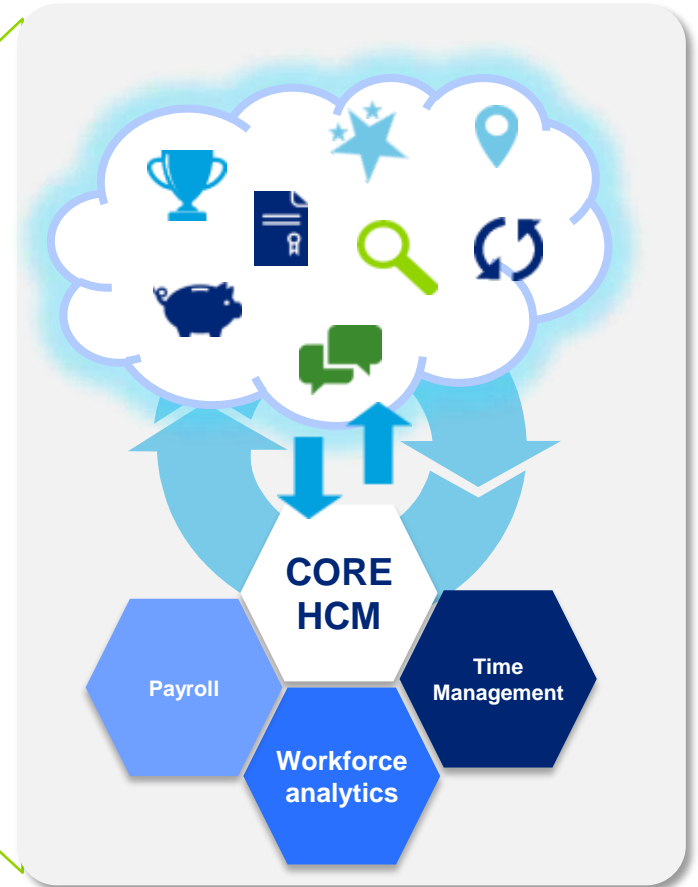 CORE
HCM
Payroll
Time
Management
Workforce
analytics